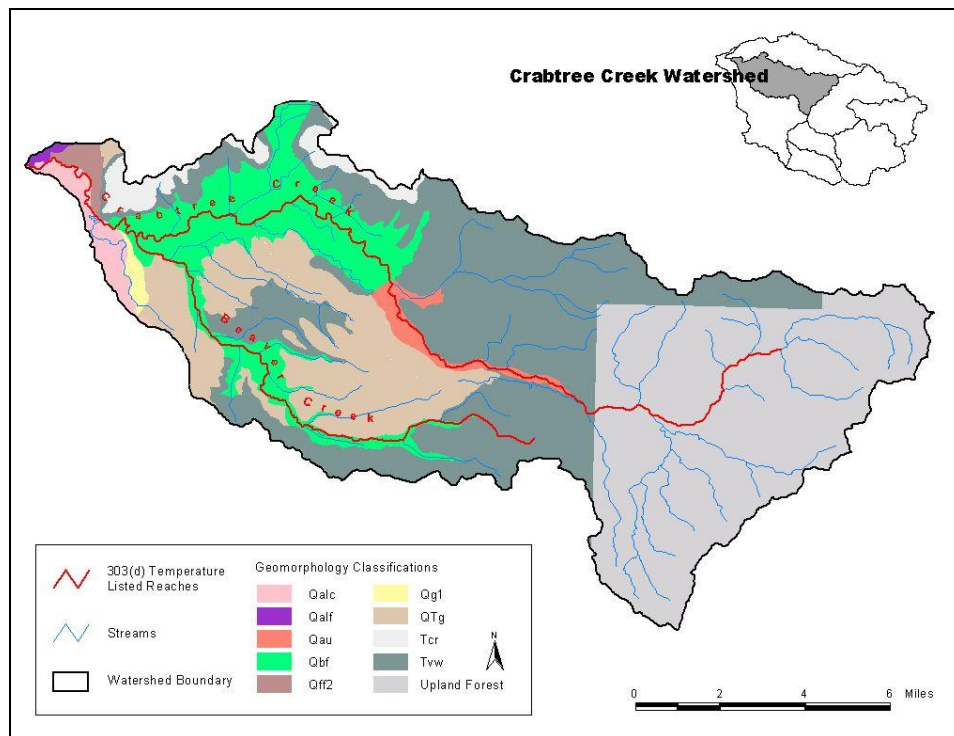 Crabtree Creek Watershed
Crabtree Creek
Beaver Creek
303(d) Temperature
Listed Reaches
Streams
Watershed Boundary
Geomorphology Classifications
Qalc
Qalf
Qau
Qbf
Qff2
Qg1
QTg
Tcr
Tvw
Upland Forest
N
0 2 4 6 Miles